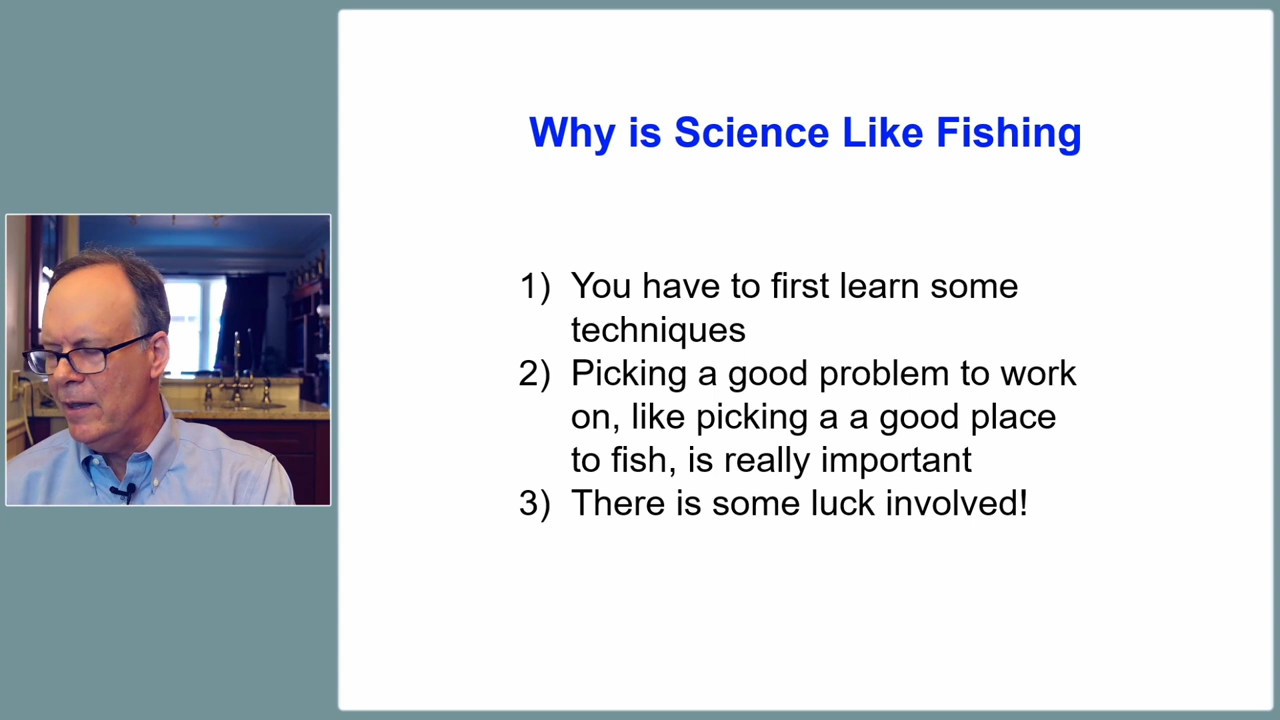 Why is Science Like Fishing
1) You have to first learn some
techniques
2) Picking a good problem to work
on, like picking a a good place
to fish, is really important
3) There is some luck involved!